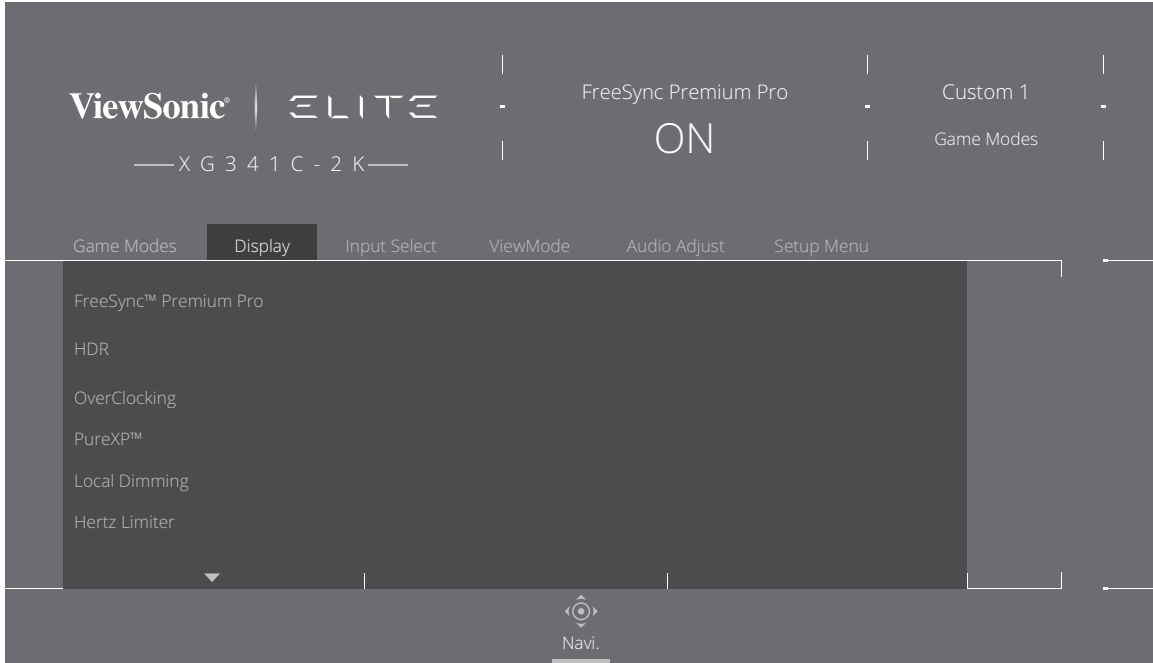 ViewSonic® ELITE
XG341C-2K
FreeSync Premium Pro
ON
Custom 1
Game Modes
Game Modes Display Input Select ViewMode Audio Adjust Setup Menu
FreeSync™ Premium Pro
HDR
OverClocking
PureXP™
Local Dimming
Hertz Limiter
Navi.